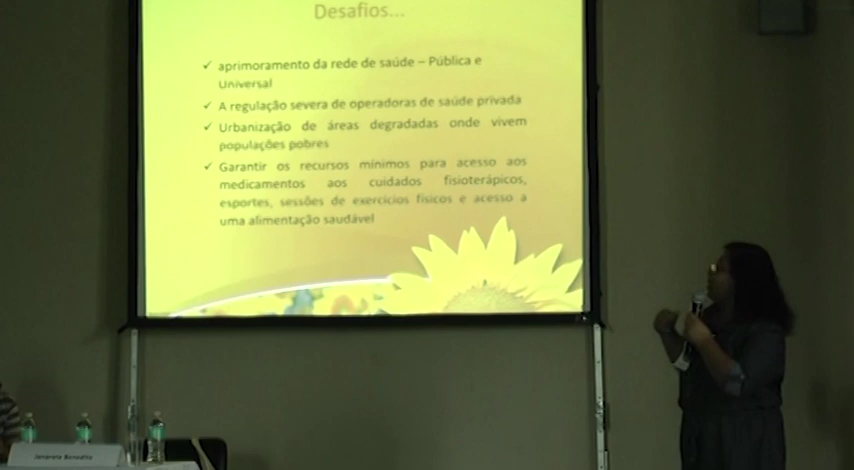 Desafios...
✓ aprimoramento da rede de saúde – Pública e
Universal
✓ A regulação severa de operadoras de saúde privada
✓ Urbanização de áreas degradadas onde vivem
populações pobres
✓ Garantir os recursos mínimos para acesso aos
medicamentos aos cuidados fisioterápicos,
esportes, sessões de exercícios físicos e acesso a
uma alimentação saudável